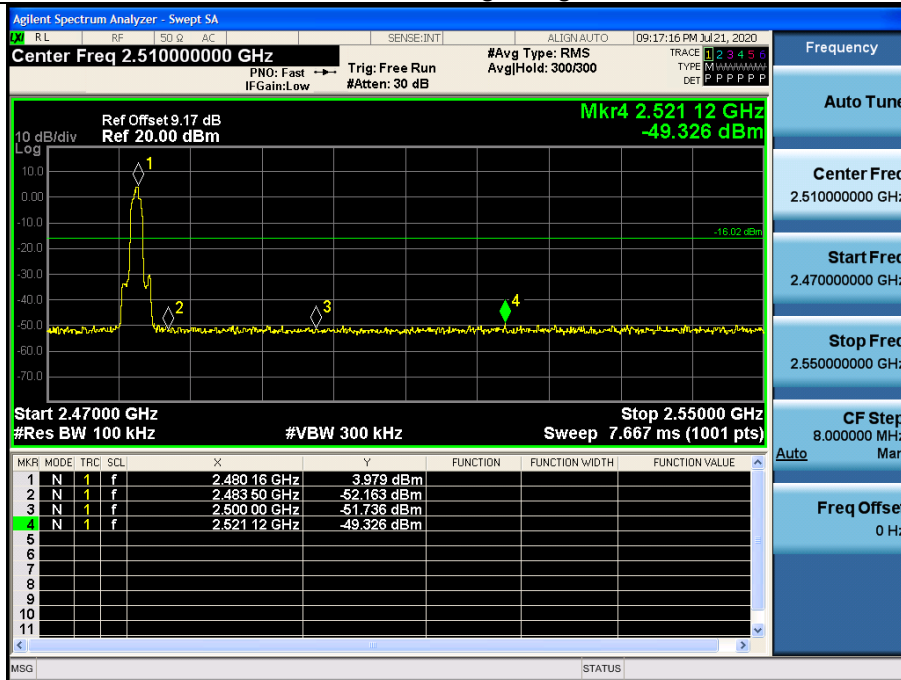 Agilent Spectrum Analyzer - Swept SA
LXI RL RF 50 Ω AC SENSE:INT ALIGN AUTO 09:17:16 PM Jul 21, 2020
Center Freq 2.510000000 GHz
PNO: Fast
IFGain:Low
Trig: Free Run
#Atten: 30 dB
#Avg Type: RMS
Avg|Hold: 300/300
TRACE 1 2 3 4 5 6
TYPE M WWWWW
DET P P P P P P
Mkr4 2.521 12 GHz
-49.326 dBm
10 dB/div
Log
Ref Offset 9.17 dB
Ref 20.00 dBm
10.0
0.00
-10.0
-20.0
-30.0
-40.0
-50.0
-60.0
-70.0
1
2
3
4
-16.02 dBm
Start 2.47000 GHz
Stop 2.55000 GHz
#Res BW 100 kHz #VBW 300 kHz Sweep 7.667 ms (1001 pts)
MKR MODE TRC SCL X Y FUNCTION FUNCTION WIDTH FUNCTION VALUE
1 N 1 f 2.480 16 GHz 3.979 dBm
2 N 1 f 2.483 50 GHz -52.163 dBm
3 N 1 f 2.500 00 GHz -51.736 dBm
4 N 1 f 2.521 12 GHz -49.326 dBm
5
6
7
8
9
10
11
MSG
STATUS
Frequency
Auto Tune
Center Freq
2.510000000 GHz
Start Freq
2.470000000 GHz
Stop Freq
2.550000000 GHz
CF Step
8.000000 MHz
Auto Man
Freq Offset
0 Hz